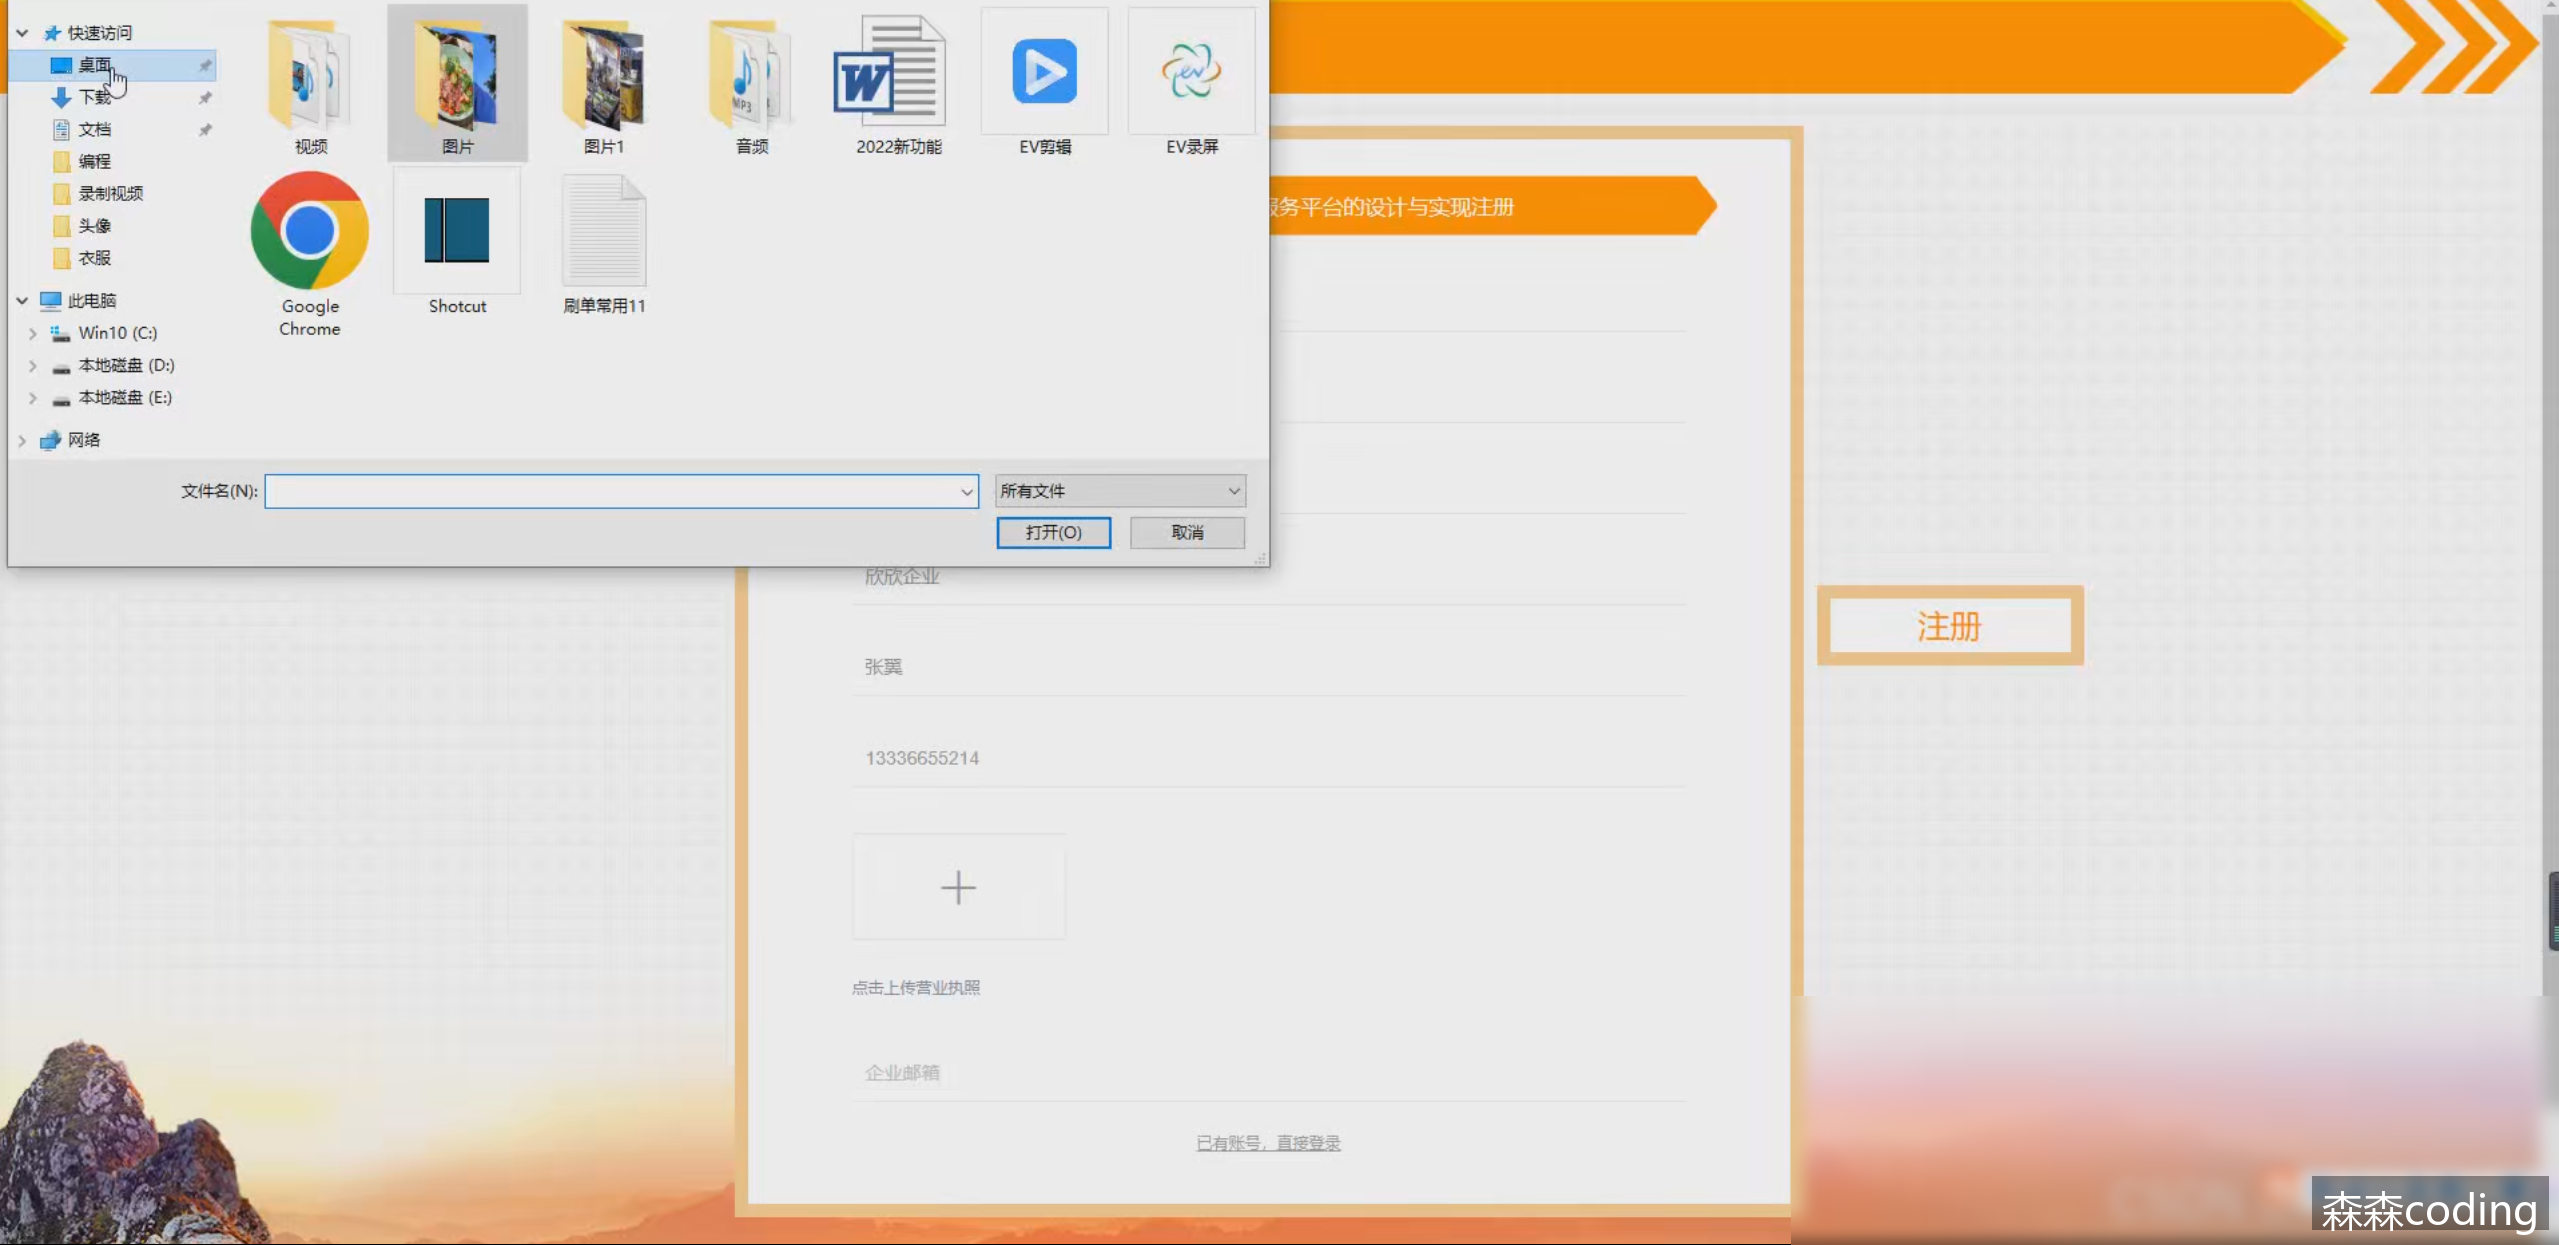 快速访问
桌面
下载
文档
编程
录制视频
头像
衣服
此电脑
Win10 (C:)
本地磁盘 (D:)
本地磁盘 (E:)
网络
视频
图片
图片1
音频
2022新功能
EV剪辑
EV录屏
Google
Chrome
Shotcut
刷单常用11
文件名(N):
所有文件
打开(O)
取消
务平台的设计与实现注册
欣欣企业
张翼
13336655214
点击上传营业执照
企业邮箱
已有账号，直接登录
注册
森森coding